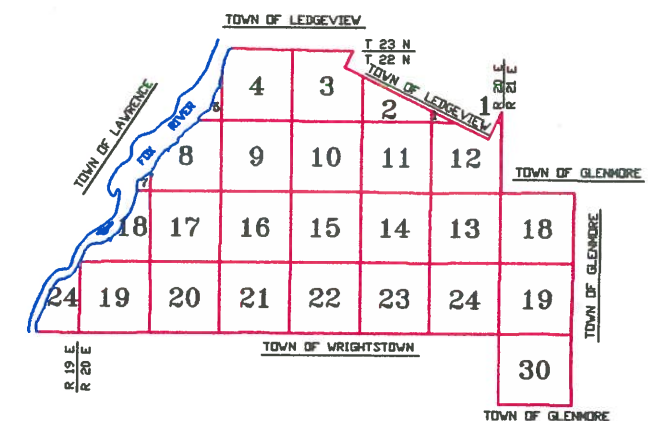 TOWN OF LEDGEVIEW
T 23 N
T 22 N
TOWN OF LEDGEVIEW
R 20 E
R 21 E
TOWN OF LAWRENCE
FOX RIVER
4 3 2 1
5
8 9 10 11 12
TOWN OF GLENMORE
7
18 17 16 15 14 13 18
TOWN OF GLENMORE
24 19 20 21 22 23 24 19
R 19 E
R 20 E
TOWN OF WRIGHTSTOWN
30
TOWN OF GLENMORE